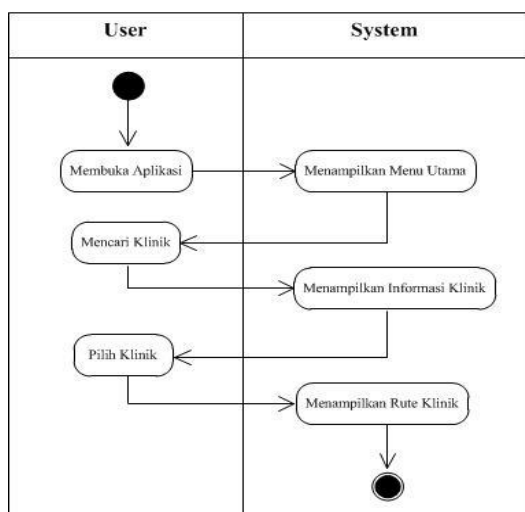 User
System
Membuka Aplikasi
Menampilkan Menu Utama
Mencari Klinik
Menampilkan Informasi Klinik
Pilih Klinik
Menampilkan Rute Klinik